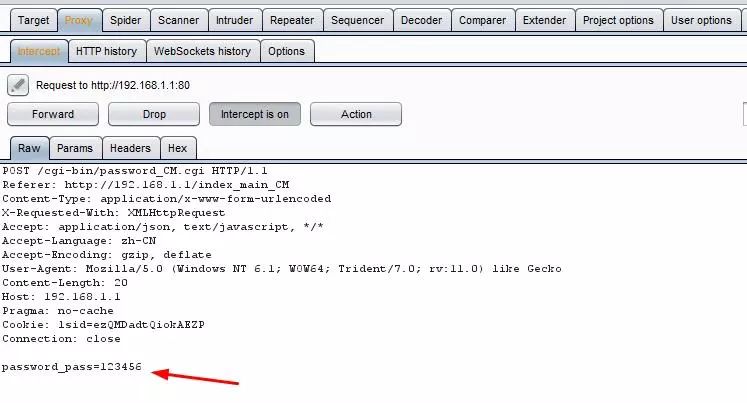 Target Proxy Spider Scanner Intruder Repeater Sequencer Decoder Comparer Extender Project options User options
Intercept HTTP history WebSockets history Options
Request to http://192.168.1.1:80
Forward Drop Intercept is on Action
Raw Params Headers Hex
POST /cgi-bin/password_CM.cgi HTTP/1.1
Referer: http://192.168.1.1/index_main_CM
Content-Type: application/x-www-form-urlencoded
X-Requested-With: XMLHttpRequest
Accept: application/json, text/javascript, */*
Accept-Language: zh-CN
Accept-Encoding: gzip, deflate
User-Agent: Mozilla/5.0 (Windows NT 6.1; WOW64; Trident/7.0; rv:11.0) like Gecko
Content-Length: 20
Host: 192.168.1.1
Pragma: no-cache
Cookie: lsid=ezQMDadtQiokAEZP
Connection: close
password_pass=123456